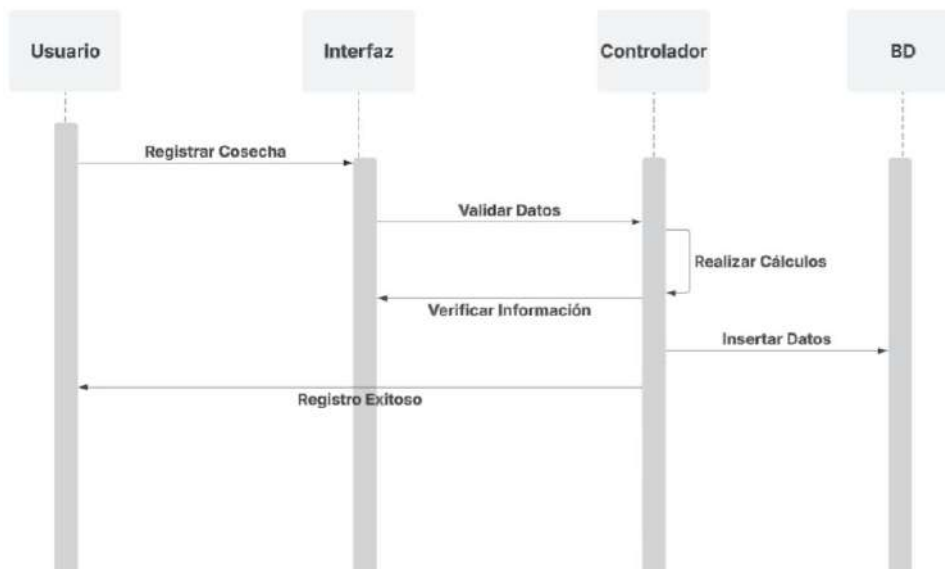 Usuario
Interfaz
Controlador
BD
Registrar Cosecha
Validar Datos
Realizar Cálculos
Verificar Información
Insertar Datos
Registro Exitoso